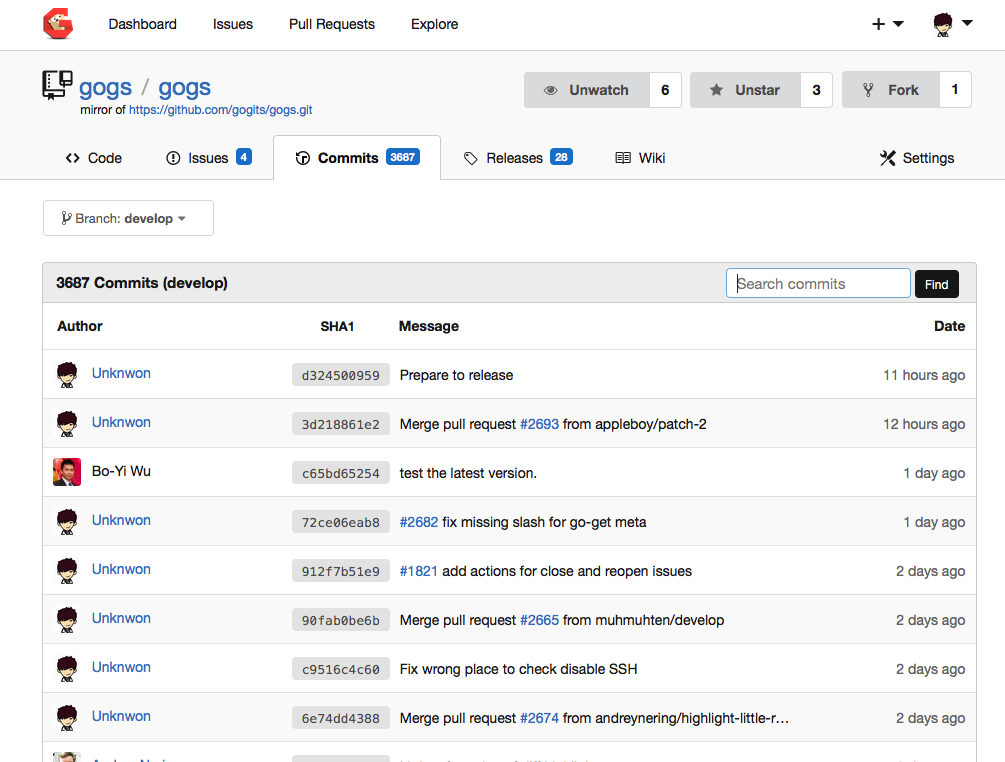 Dashboard Issues Pull Requests Explore
gogs / gogs Unwatch 6 Unstar 3 Fork 1
mirror of https://github.com/gogits/gogs.git
Code Issues 4 Commits 3687 Releases 28 Wiki Settings
Branch: develop
3687 Commits (develop) Search commits Find
Author SHA1 Message Date
Unknwon d324500959 Prepare to release 11 hours ago
Unknwon 3d218861e2 Merge pull request #2693 from appleboy/patch-2 12 hours ago
Bo-Yi Wu c65bd65254 test the latest version. 1 day ago
Unknwon 72ce06eab8 #2682 fix missing slash for go-get meta 1 day ago
Unknwon 912f7b51e9 #1821 add actions for close and reopen issues 2 days ago
Unknwon 90fab0be6b Merge pull request #2665 from muhmuhten/develop 2 days ago
Unknwon c9516c4c60 Fix wrong place to check disable SSH 2 days ago
Unknwon 6e74dd4388 Merge pull request #2674 from andreynering/highlight-little-r... 2 days ago